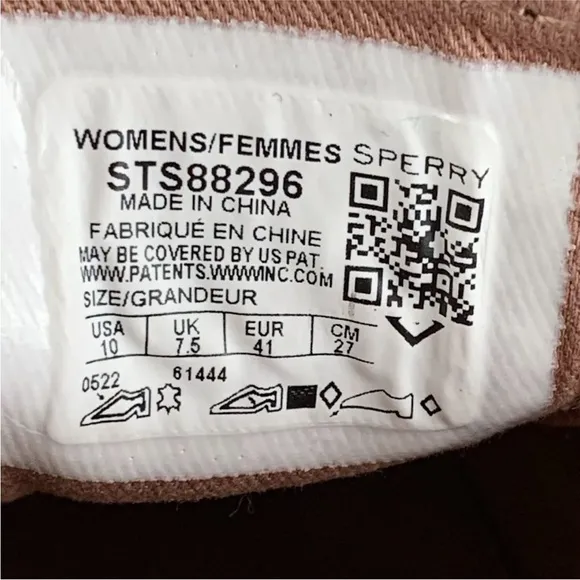 WOMENS/FEMMES SPERRY
STS88296
MADE IN CHINA
FABRIQUÉ EN CHINE
MAY BE COVERED BY US PAT.
WWW.PATENTS.WWWINC.COM
SIZE/GRANDEUR
USA UK EUR CM
10 7.5 41 27
0522 61444